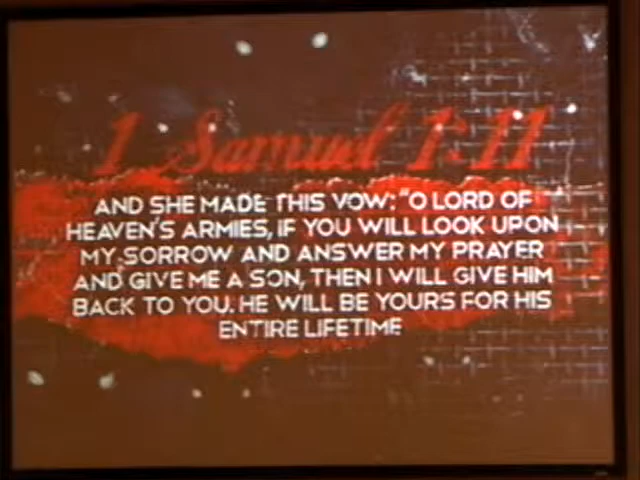 1 Samuel 1:11
AND SHE MADE THIS VOW: "O LORD OF
HEAVEN'S ARMIES, IF YOU WILL LOOK UPON
MY SORROW AND ANSWER MY PRAYER
AND GIVE ME A SON, THEN I WILL GIVE HIM
BACK TO YOU. HE WILL BE YOURS FOR HIS
ENTIRE LIFETIME